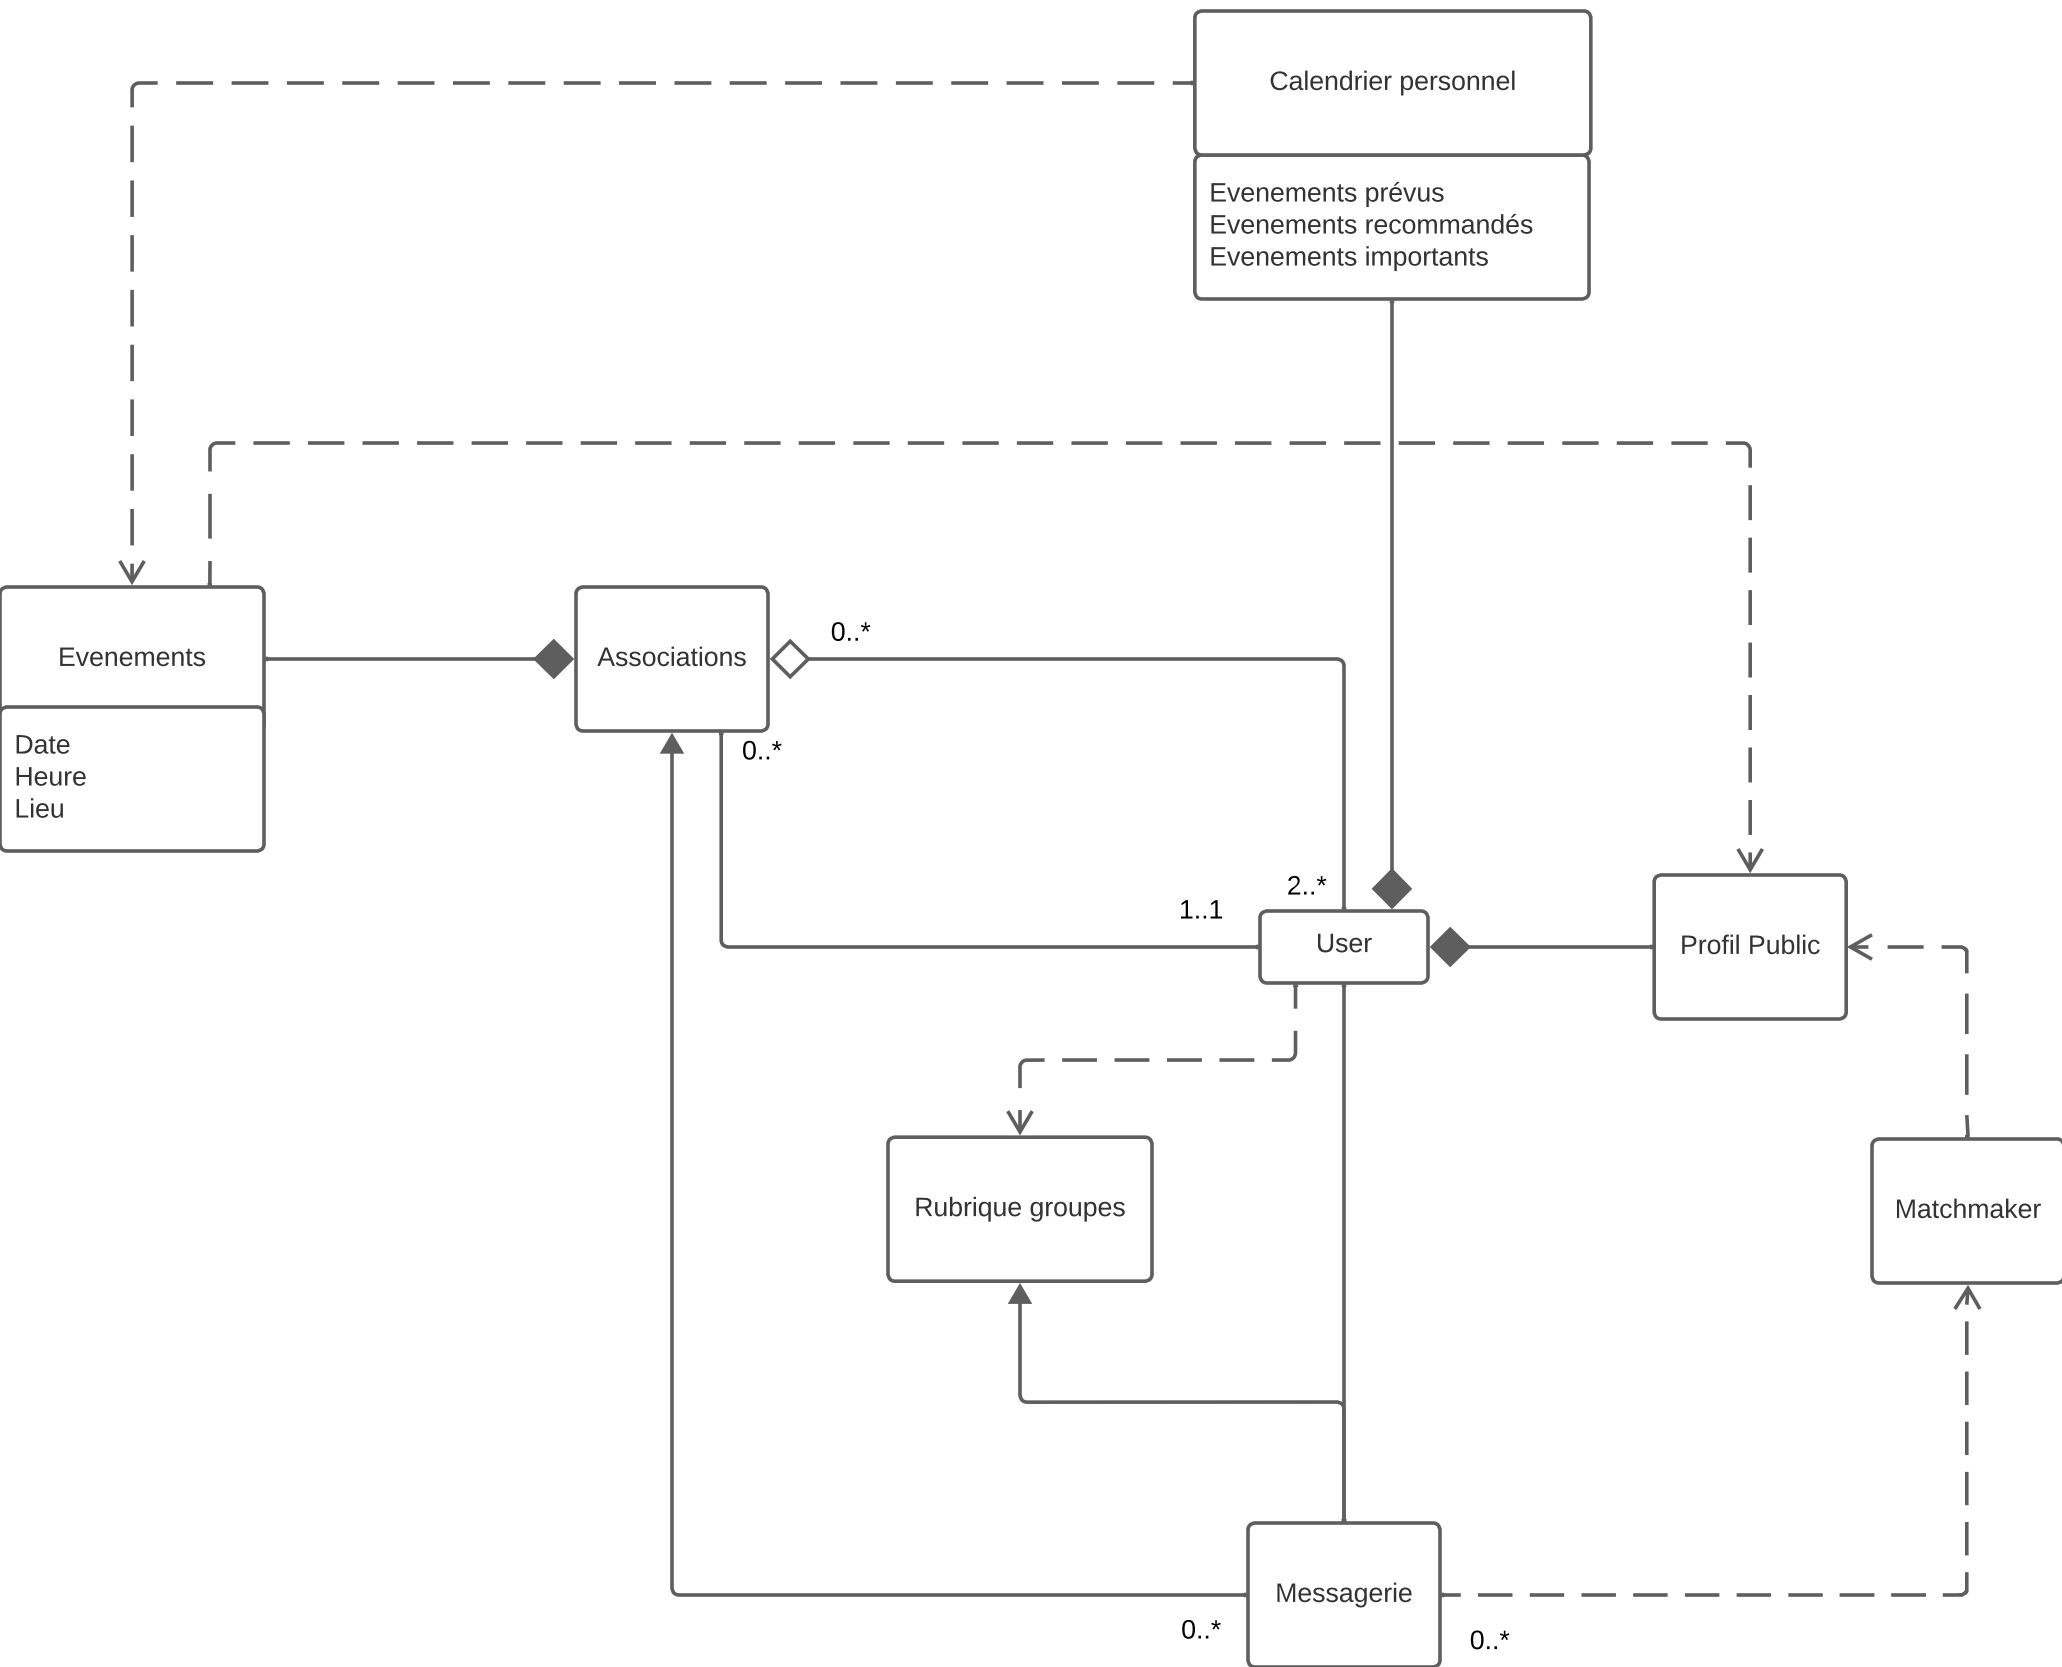 Calendrier personnel
Evenements prévus
Evenements recommandés
Evenements importants
Evenements
Date
Heure
Lieu
Associations
0..*
0..*
1..1
2..*
User
Profil Public
Rubrique groupes
Matchmaker
Messagerie
0..*
0..*